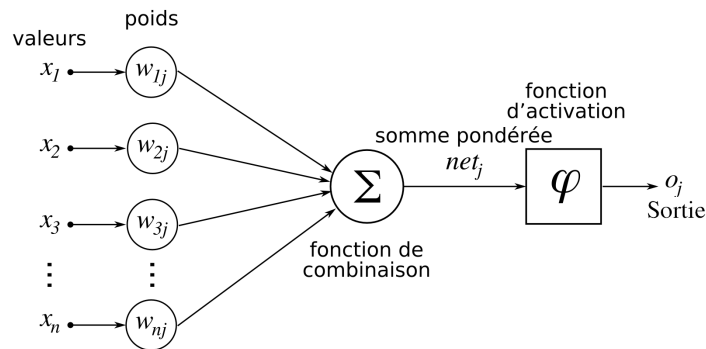 valeurs
poids
x1
w1j
x2
w2j
x3
w3j
xn
wnj
Σ
fonction de
combinaison
somme pondérée
netj
fonction
d'activation
φ
oj
Sortie